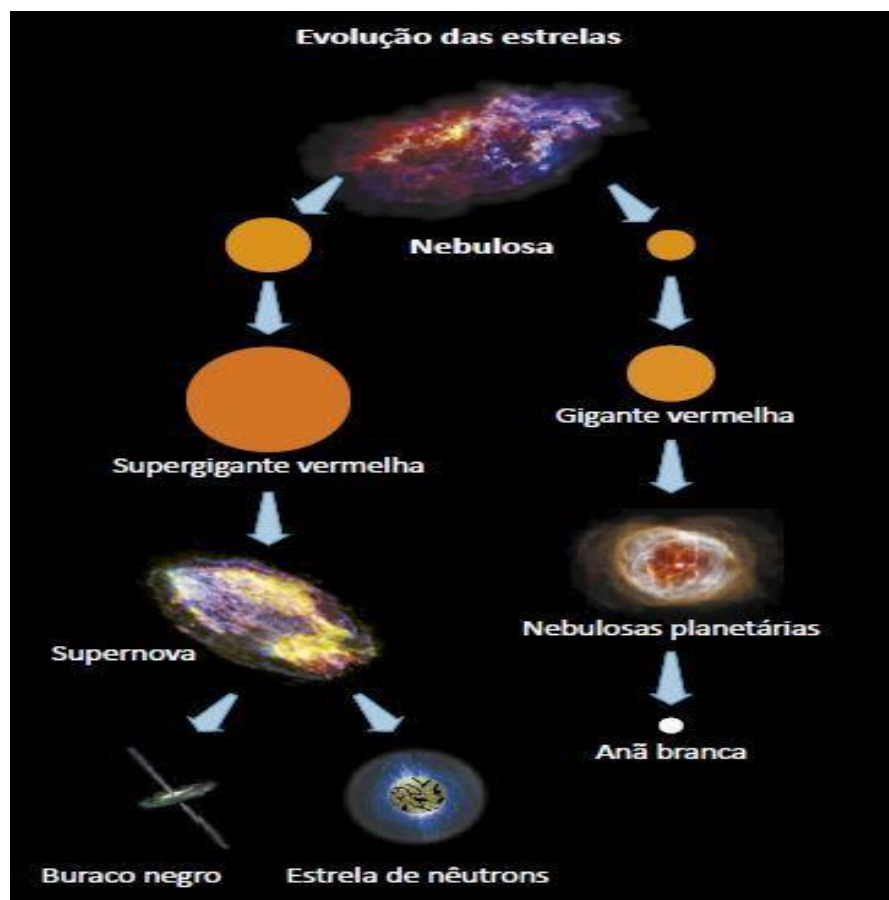 Evolução das estrelas
Nebulosa
Gigante vermelha
Supergigante vermelha
Nebulosas planetárias
Supernova
Anã branca
Buraco negro
Estrela de nêutrons